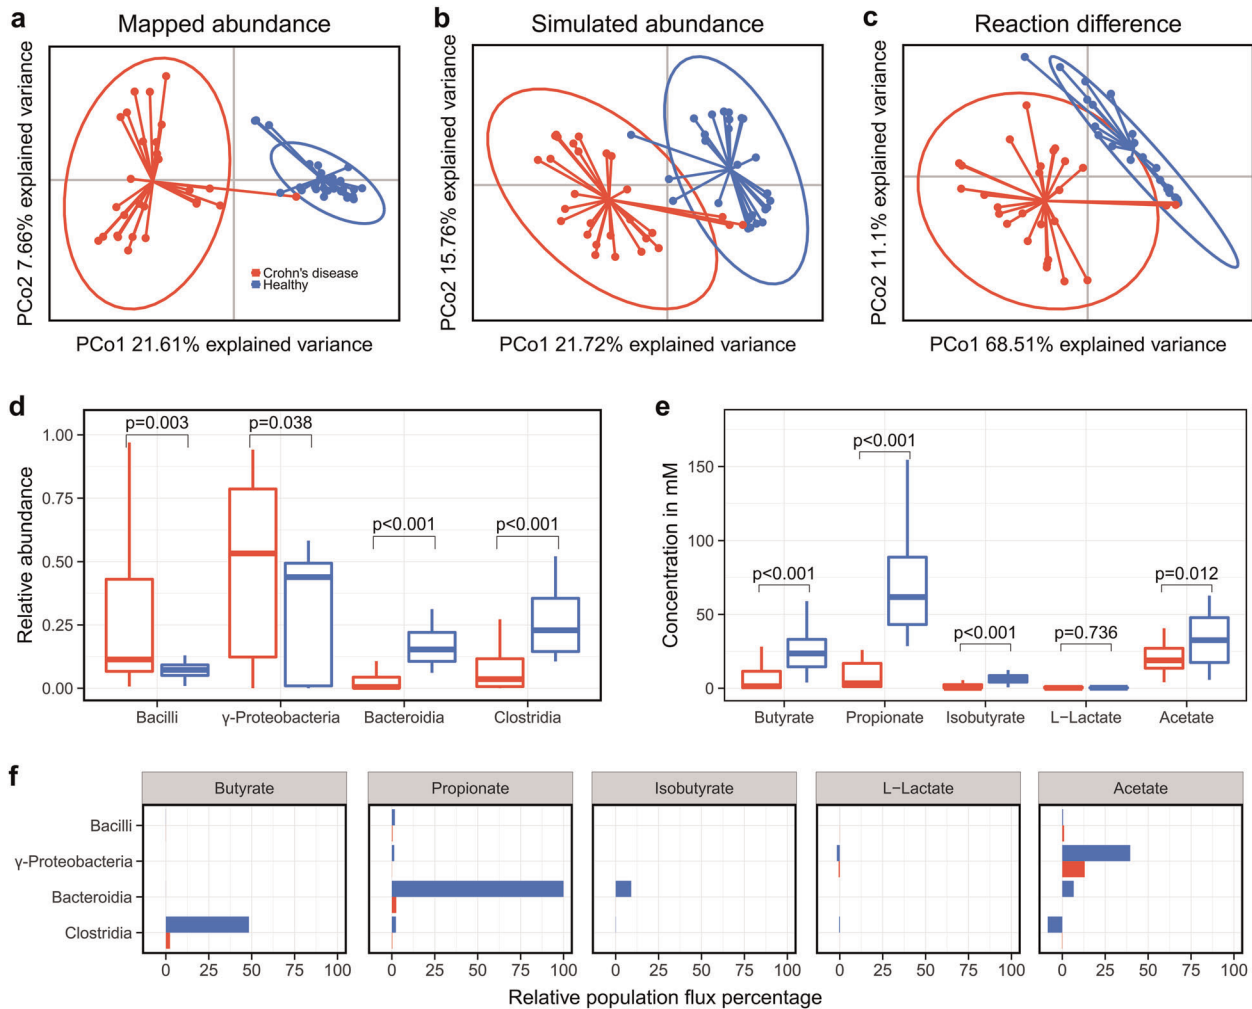 a
Mapped abundance
PCo2 7.66% explained variance
Crohn's disease
Healthy
PCo1 21.61% explained variance
b
Simulated abundance
PCo2 15.76% explained variance
PCo1 21.72% explained variance
c
Reaction difference
PCo2 11.1% explained variance
PCo1 68.51% explained variance
d
Relative abundance
1.00
0.75
0.50
0.25
0.00
p=0.003
p=0.038
p<0.001
p<0.001
Bacilli
γ-Proteobacteria
Bacteroidia
Clostridia
e
Concentration in mM
150
100
50
0
p<0.001
p<0.001
p<0.001
p=0.736
p=0.012
Butyrate
Propionate
Isobutyrate
L-Lactate
Acetate
f
Butyrate
Propionate
Isobutyrate
L-Lactate
Acetate
Bacilli
γ-Proteobacteria
Bacteroidia
Clostridia
0 25 50 75 100
0 25 50 75 100
0 25 50 75 100
0 25 50 75 100
0 25 50 75 100
Relative population flux percentage